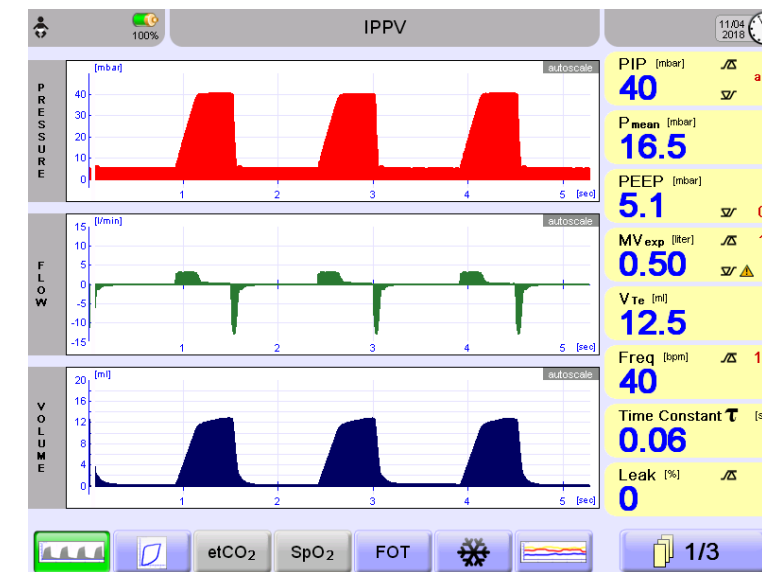 100%
IPPV
11/04
2018
PRESSURE
[mbar]
autoscale
40
30
20
10
0
1 2 3 4 5 [sec]
FLOW
[l/min]
autoscale
15
10
5
0
-5
-10
-15
1 2 3 4 5 [sec]
VOLUME
[ml]
autoscale
20
16
12
8
4
0
1 2 3 4 5 [sec]
PIP [mbar]
40
Pmean [mbar]
16.5
PEEP [mbar]
5.1
MVexp [liter]
0.50
VTe [ml]
12.5
Freq [bpm]
40
Time Constant τ [s
0.06
Leak [%]
0
etCO2
SpO2
FOT
1/3